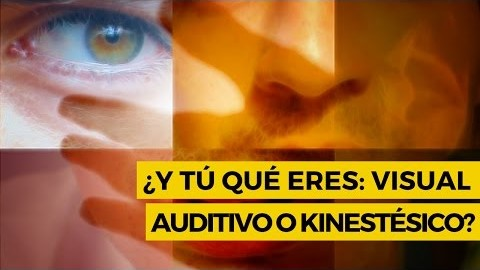 ¿Y TÚ QUÉ ERES: VISUAL
AUDITIVO O KINESTÉSICO?